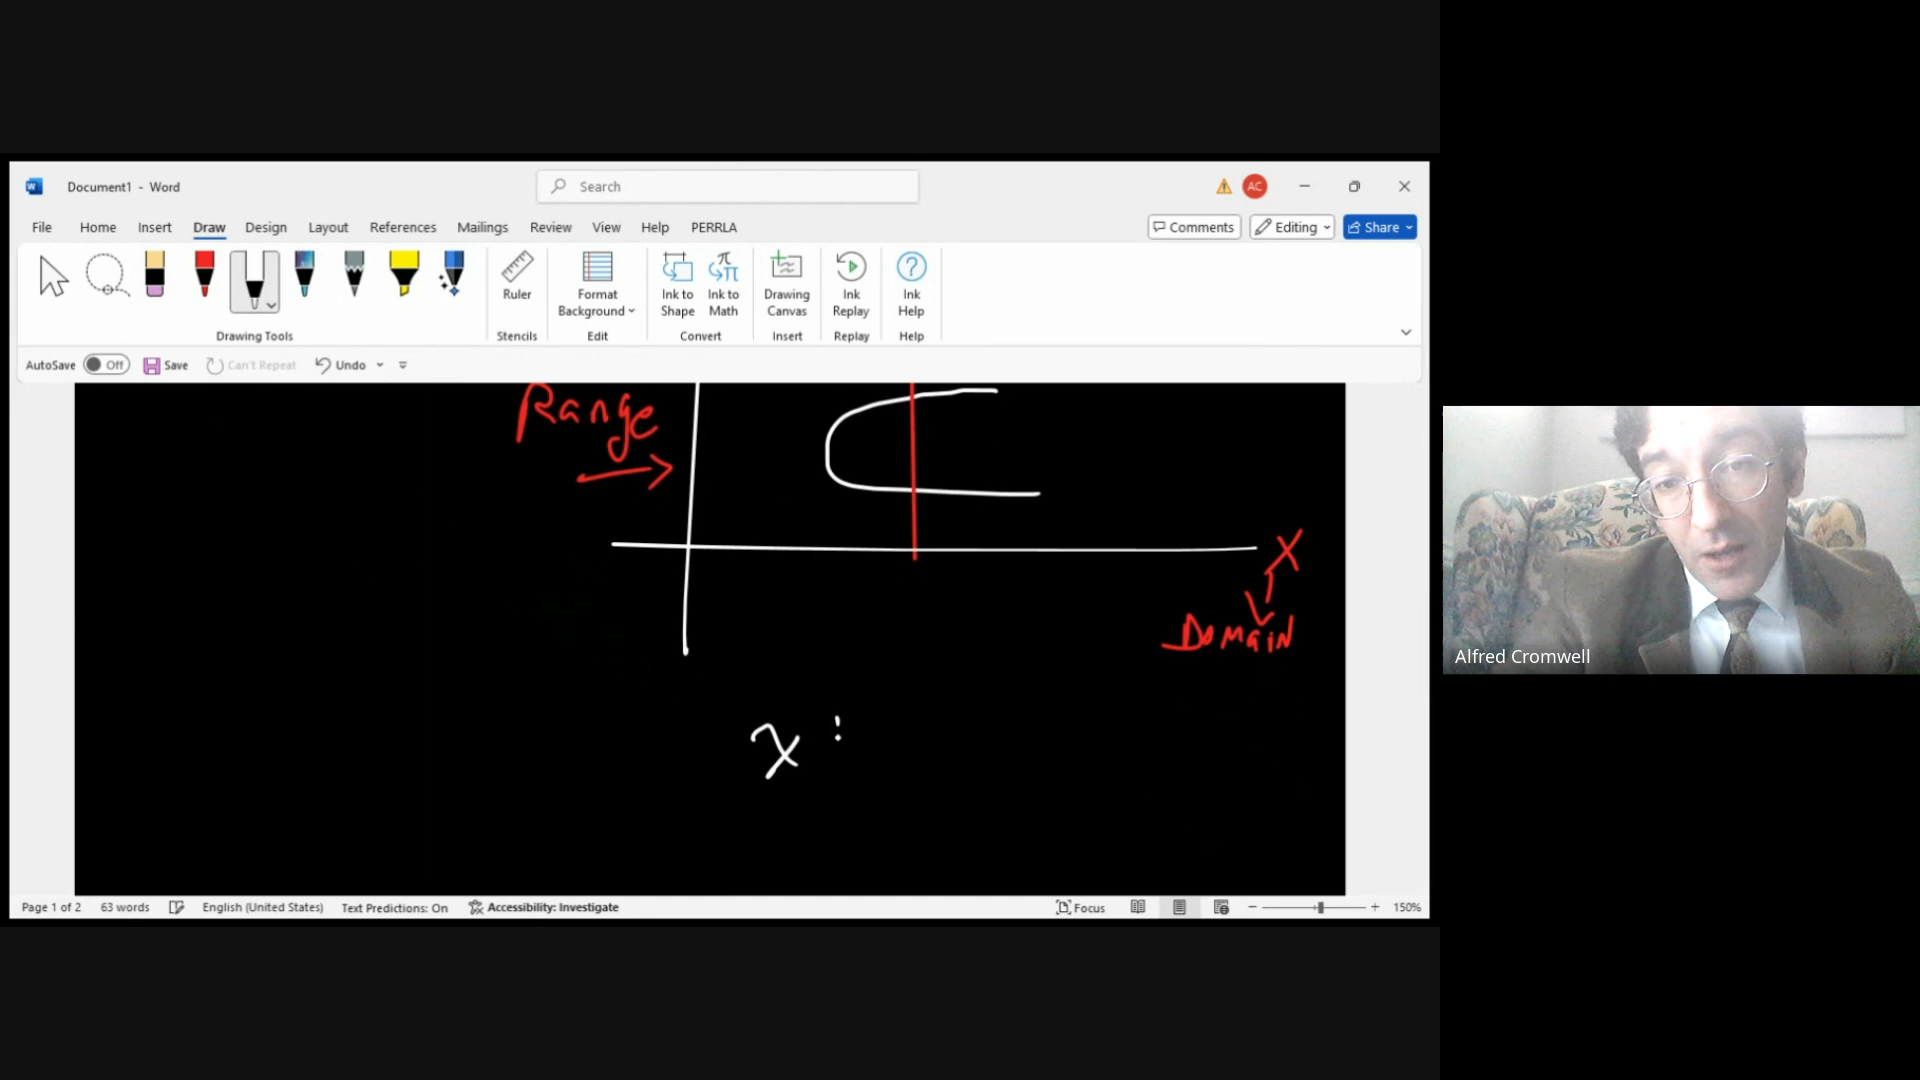 Document1 - Word
Search
AC
File Home Insert Draw Design Layout References Mailings Review View Help PERRLA
Comments Editing Share
Ruler
Format Background
Ink to Shape
Ink to Math
Drawing Canvas
Ink Replay
Ink Help
Drawing Tools Stencils Edit Convert Insert Replay Help
AutoSave Off Save Can't Repeat Undo
Range
X
Domain
x :
Alfred Cromwell
Page 1 of 2 63 words English (United States) Text Predictions: On Accessibility: Investigate Focus 150%